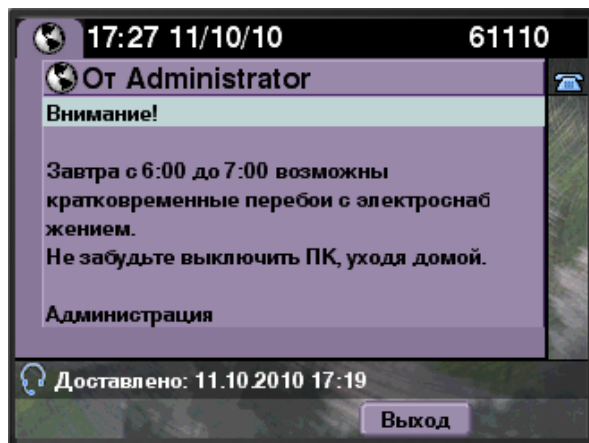 17:27 11/10/10 61110
От Administrator
Внимание!
Завтра с 6:00 до 7:00 возможны
кратковременные перебои с электроснаб
жением.
Не забудьте выключить ПК, уходя домой.
Администрация
Доставлено: 11.10.2010 17:19
Выход